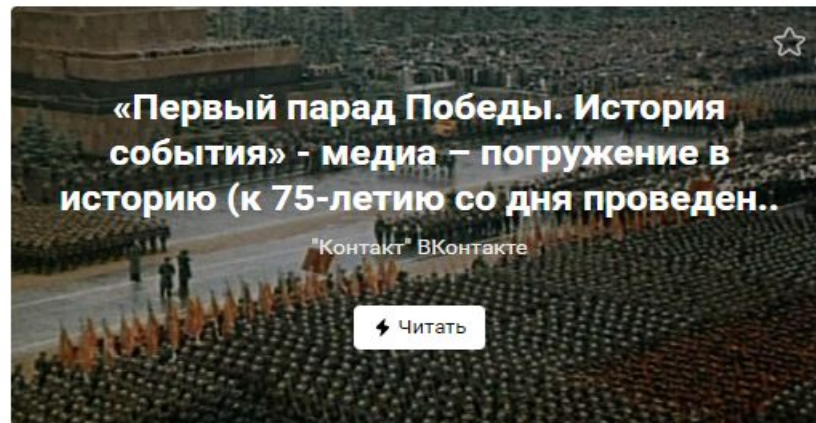 «Первый парад Победы. История
события» - медиа – погружение в
историю (к 75-летию со дня проведен..
"Контакт" ВКонтакте
Читать